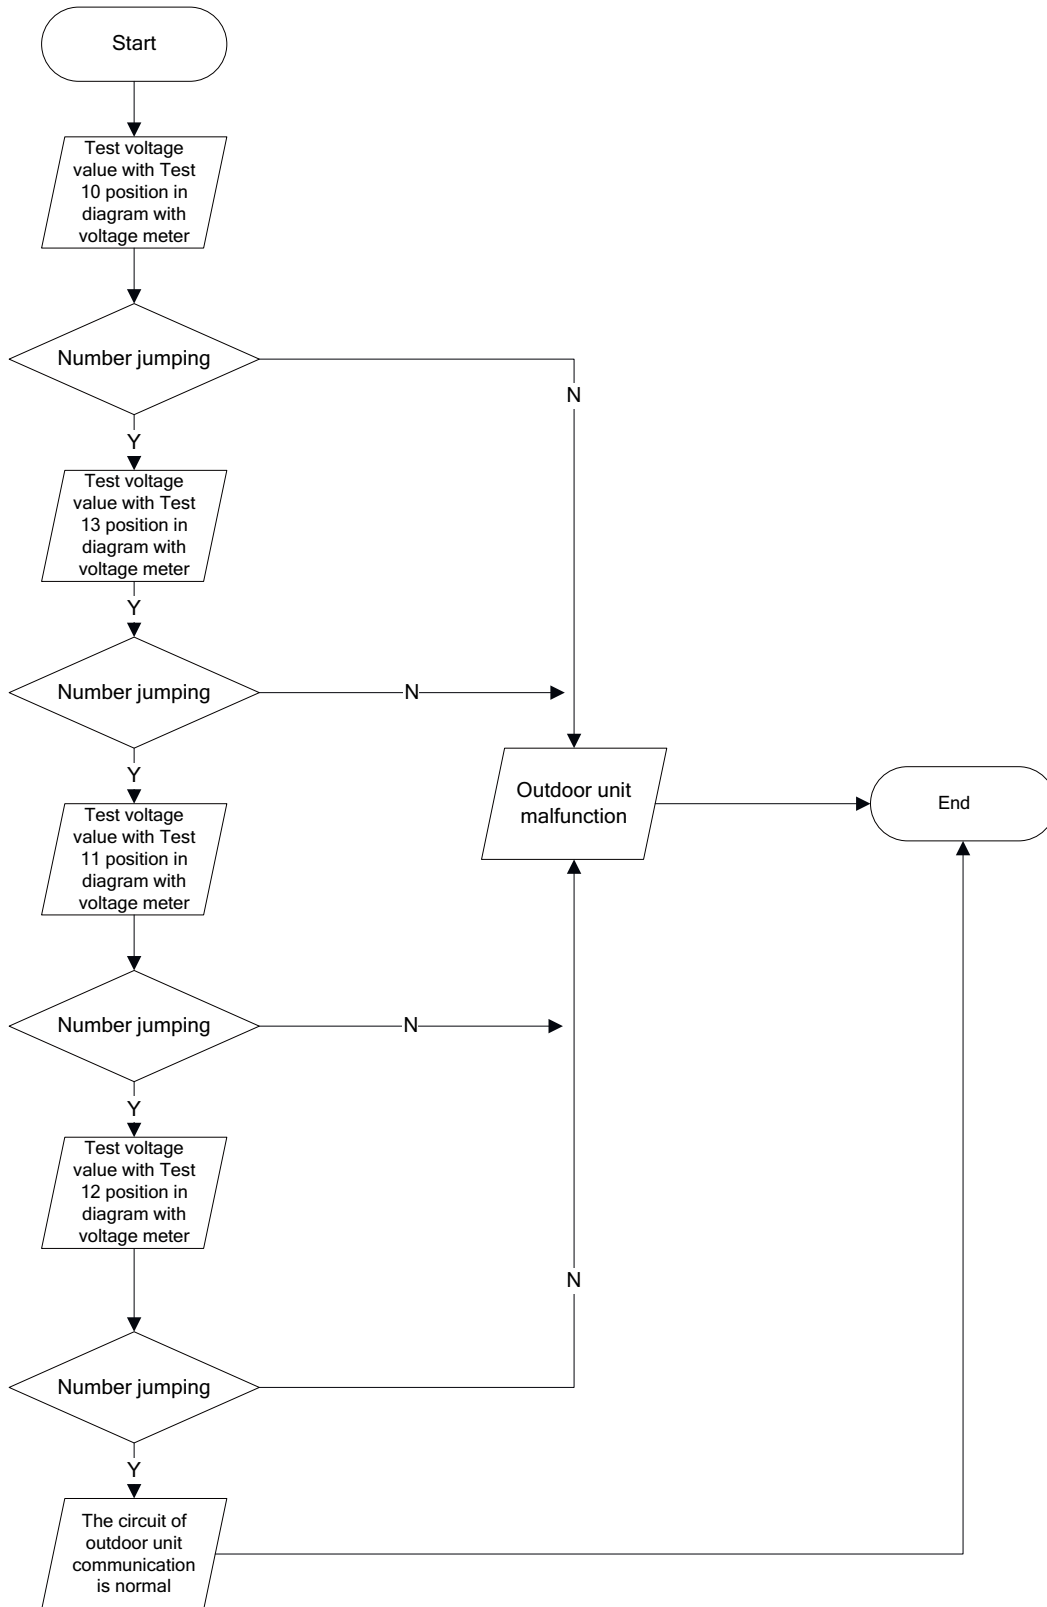 Start
Test voltage
value with Test
10 position in
diagram with
voltage meter
Number jumping
N
Y
Test voltage
value with Test
13 position in
diagram with
voltage meter
Y
Number jumping
N
Y
Outdoor unit
malfunction
End
Test voltage
value with Test
11 position in
diagram with
voltage meter
Number jumping
N
Y
Test voltage
value with Test
12 position in
diagram with
voltage meter
N
Number jumping
Y
The circuit of
outdoor unit
communication
is normal